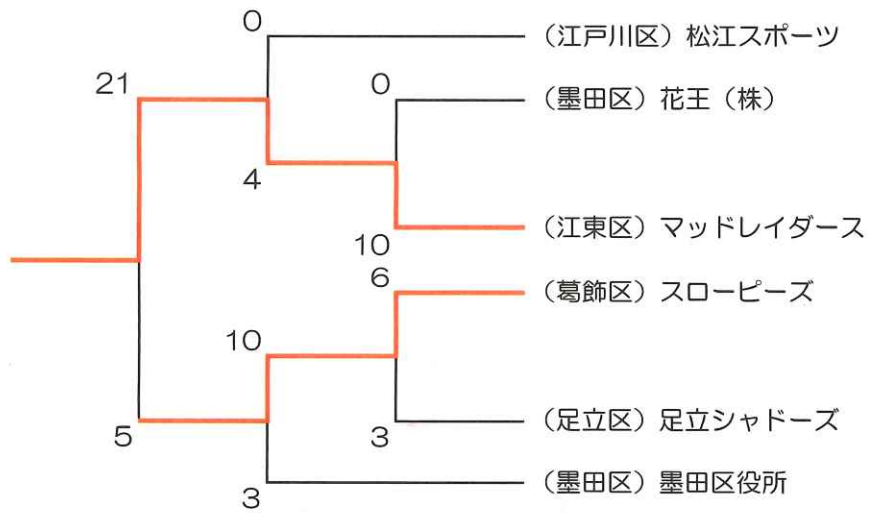 0
（江戸川区）松江スポーツ
21
0
（墨田区）花王（株）
4
10
（江東区）マッドレイダース
6
（葛飾区）スローピーズ
10
5
3
（足立区）足立シャドーズ
3
（墨田区）墨田区役所